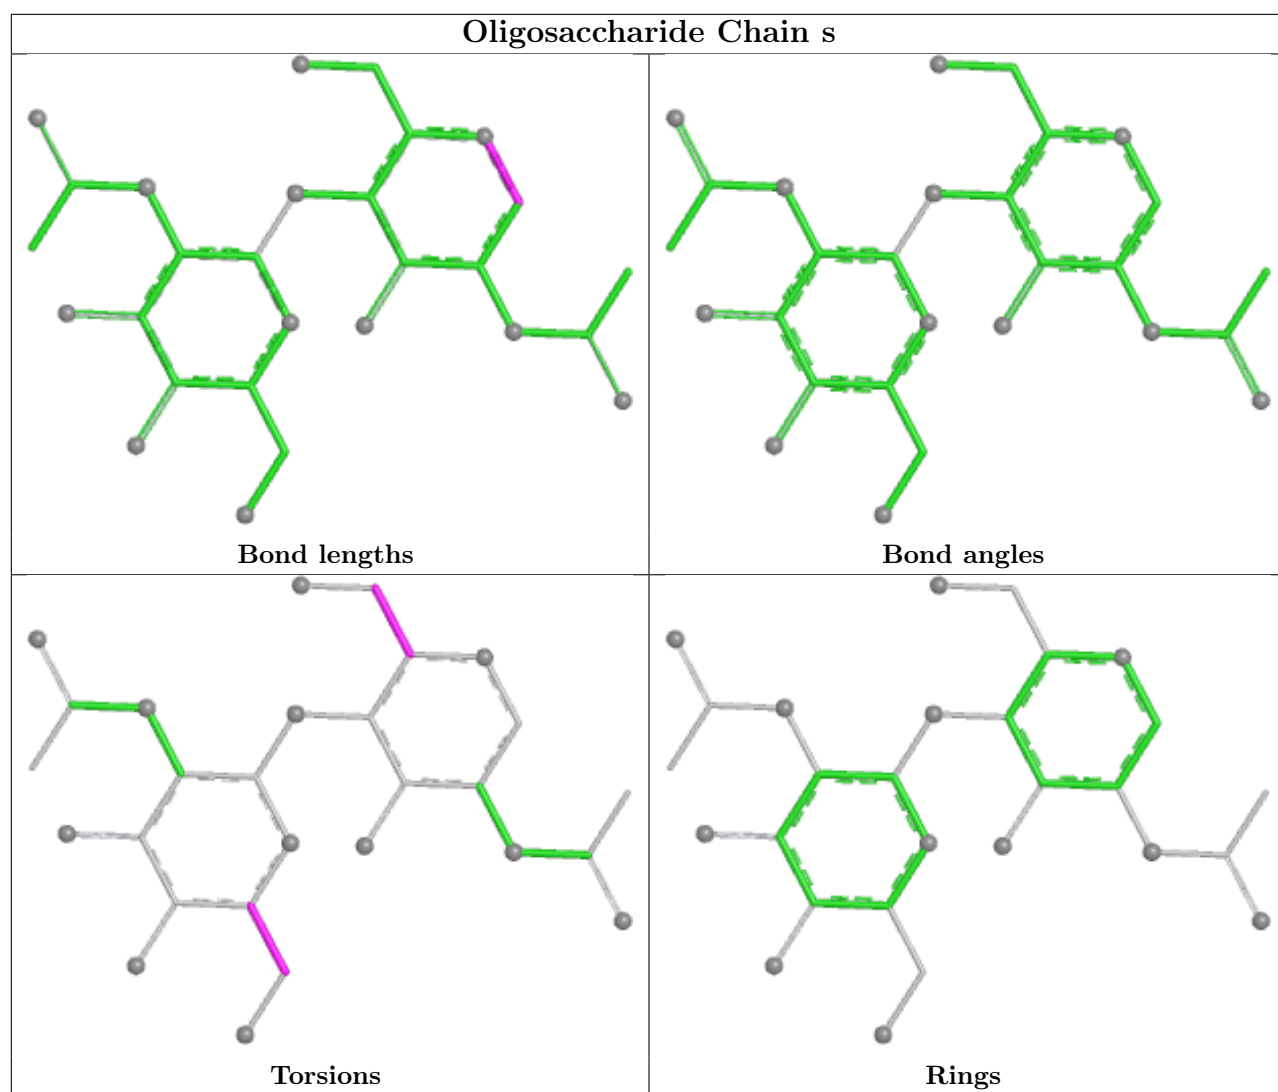 Oligosaccharide Chain s
Bond lengths
Bond angles
Torsions
Rings